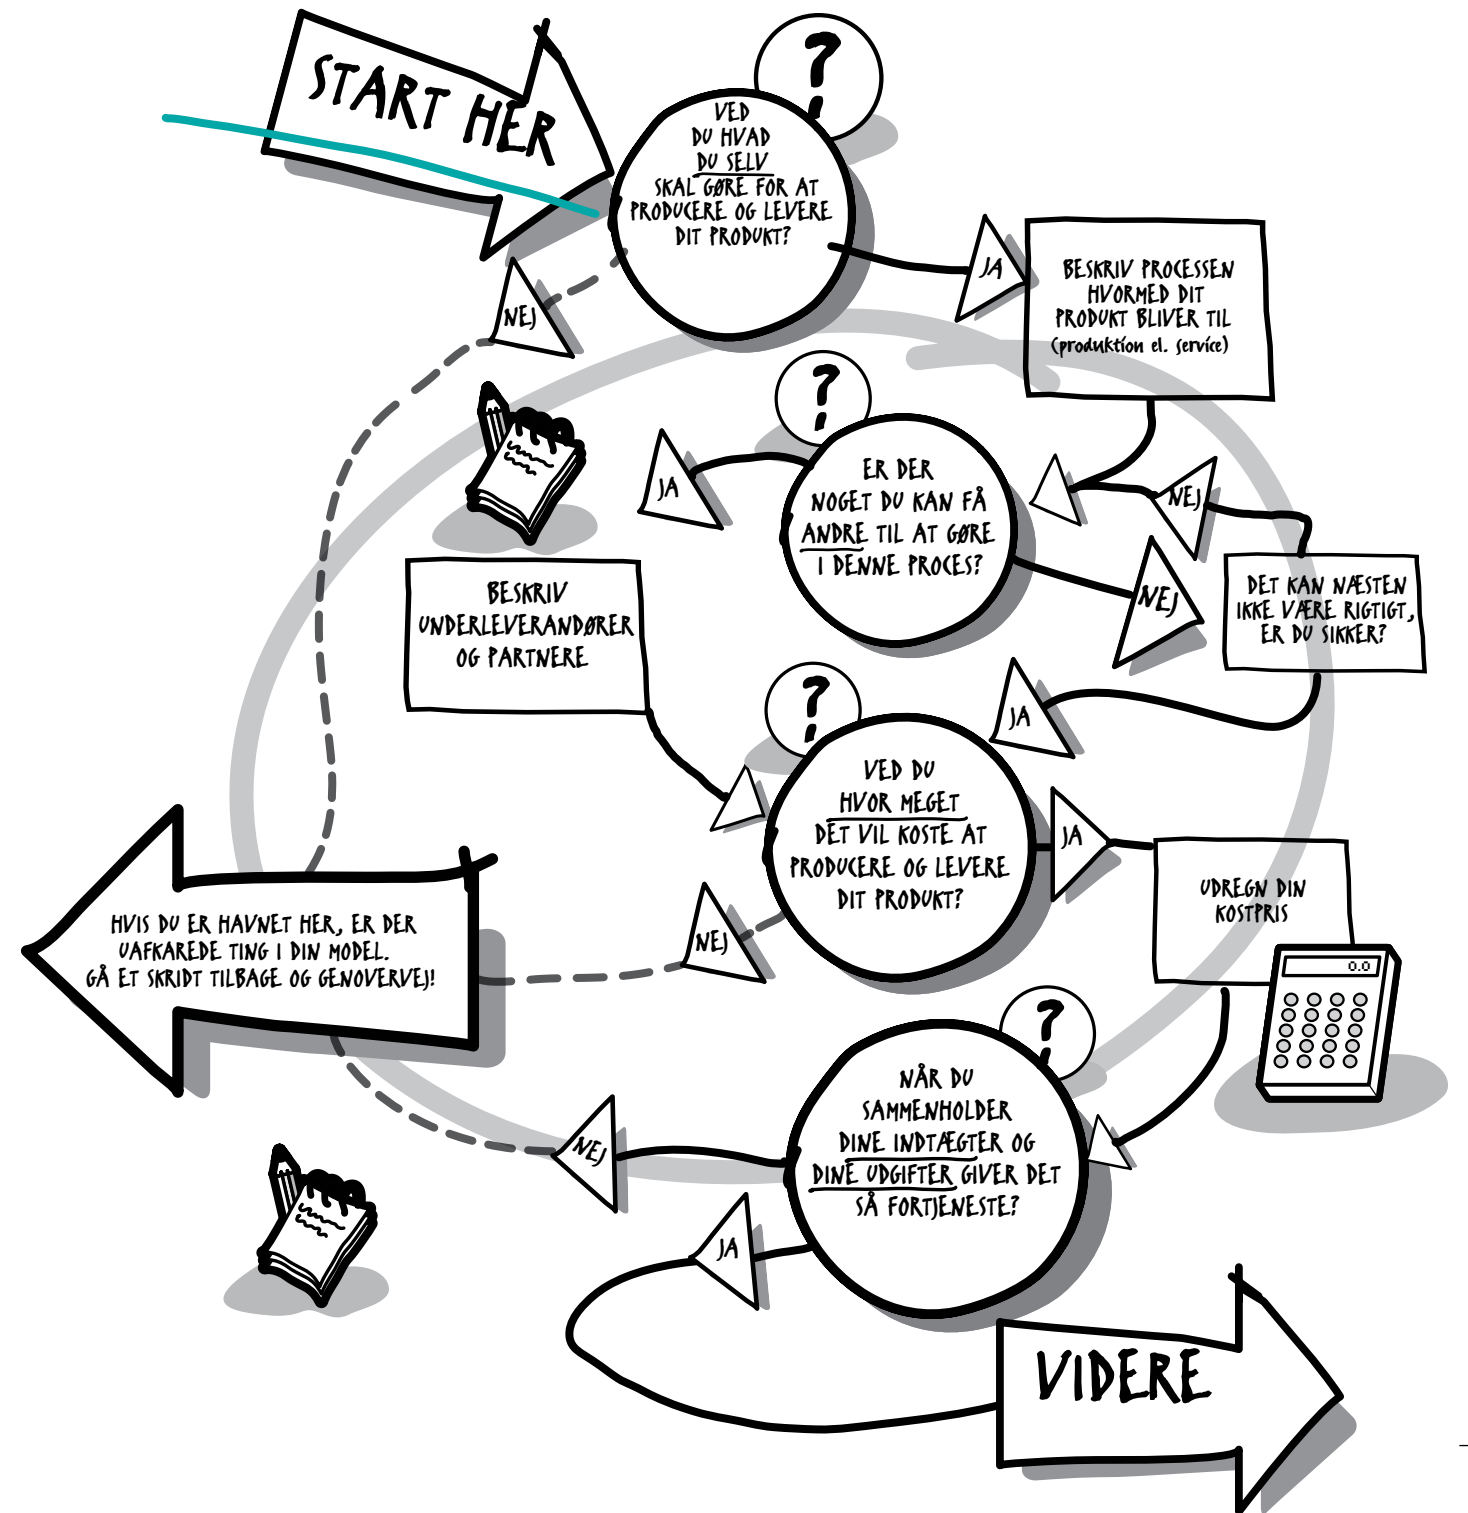 START HER
?
VED
DU HVAD
DU SELV
SKAL GØRE FOR AT
PRODUCERE OG LEVERE
DIT PRODUKT?
JA
NEJ
BESKRIV PROCESSEN
HVORMED DIT
PRODUKT BLIVER TIL
(produktion el. service)
?
ER DER
NOGET DU KAN FÅ
ANDRE TIL AT GØRE
I DENNE PROCES?
JA
NEJ
NEJ
DET KAN NÆSTEN
IKKE VÆRE RIGTIGT,
ER DU SIKKER?
JA
BESKRIV
UNDERLEVERANDØRER
OG PARTNERE
?
VED DU
HVOR MEGET
DET VIL KOSTE AT
PRODUCERE OG LEVERE
DIT PRODUKT?
JA
NEJ
UDREGN DIN
KOSTPRIS
0.0
HVIS DU ER HAVNET HER, ER DER
UAFKAREDE TING I DIN MODEL.
GÅ ET SKRIDT TILBAGE OG GENOVERVEJ!
?
NÅR DU
SAMMENHOLDER
DINE INDTÆGTER OG
DINE UDGIFTER GIVER DET
SÅ FORTJENESTE?
NEJ
JA
VIDERE